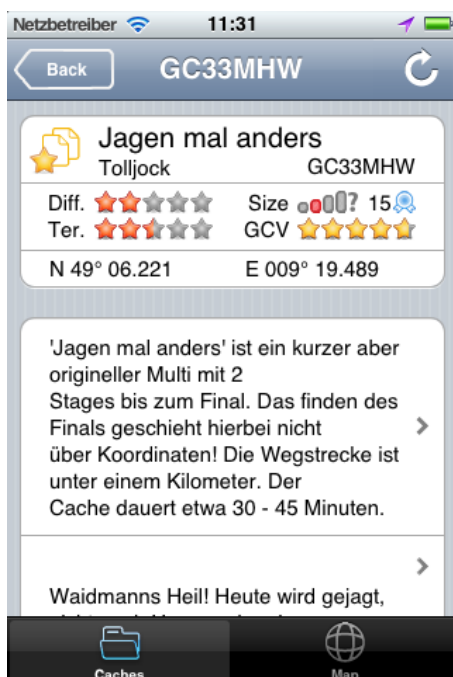 Netzbetreiber 11:31
Back GC33MHW
Jagen mal anders
Tolljock GC33MHW
Diff. Size ? 15
Ter. GCV
N 49° 06.221 E 009° 19.489
'Jagen mal anders' ist ein kurzer aber
origineller Multi mit 2
Stages bis zum Final. Das finden des
Finals geschieht hierbei nicht
über Koordinaten! Die Wegstrecke ist
unter einem Kilometer. Der
Cache dauert etwa 30 - 45 Minuten.
Waidmanns Heil! Heute wird gejagt,
Caches Map